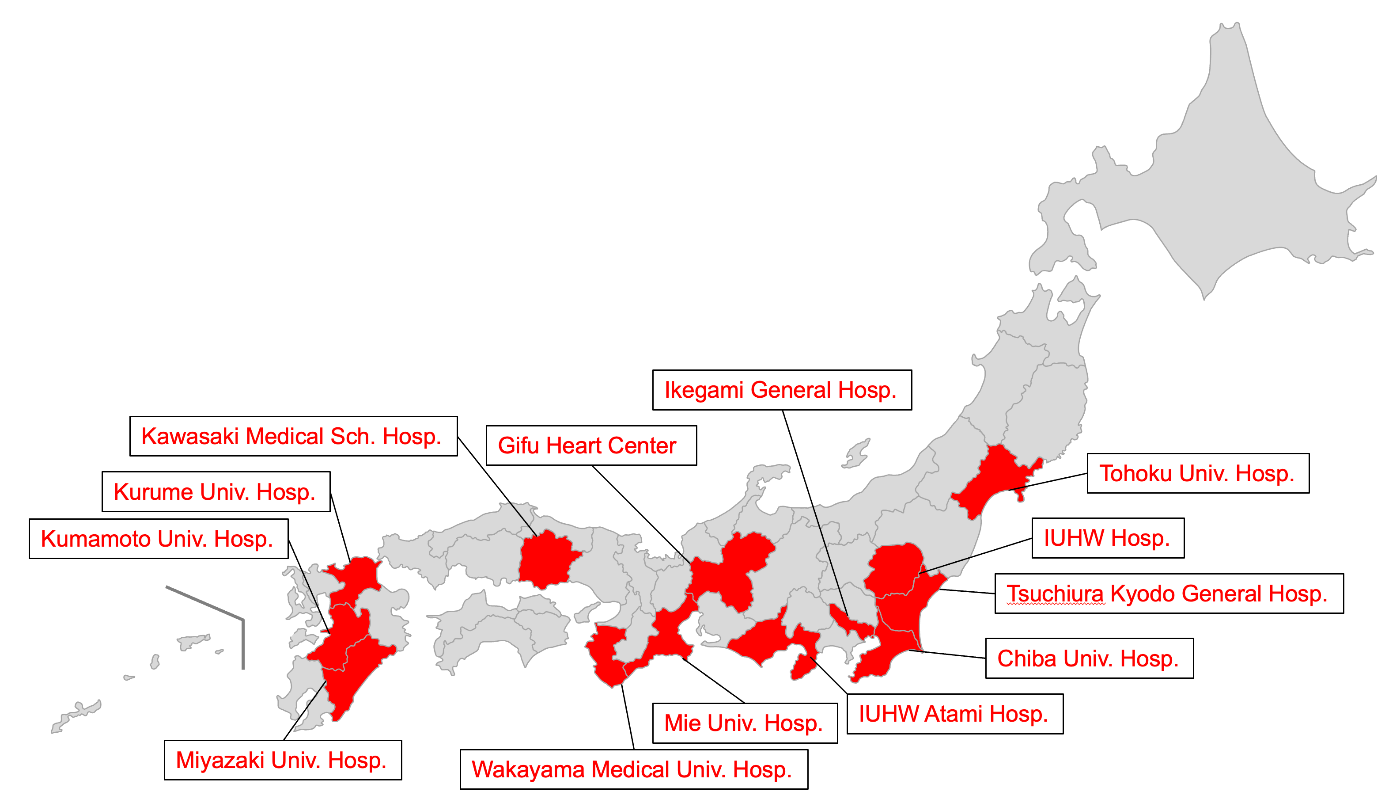 Ikegami General Hosp.
Kawasaki Medical Sch. Hosp.
Gifu Heart Center
Tohoku Univ. Hosp.
Kurume Univ. Hosp.
Kumamoto Univ. Hosp.
IUHW Hosp.
Tsuchiura Kyodo General Hosp.
Chiba Univ. Hosp.
IUHW Atami Hosp.
Mie Univ. Hosp.
Miyazaki Univ. Hosp.
Wakayama Medical Univ. Hosp.